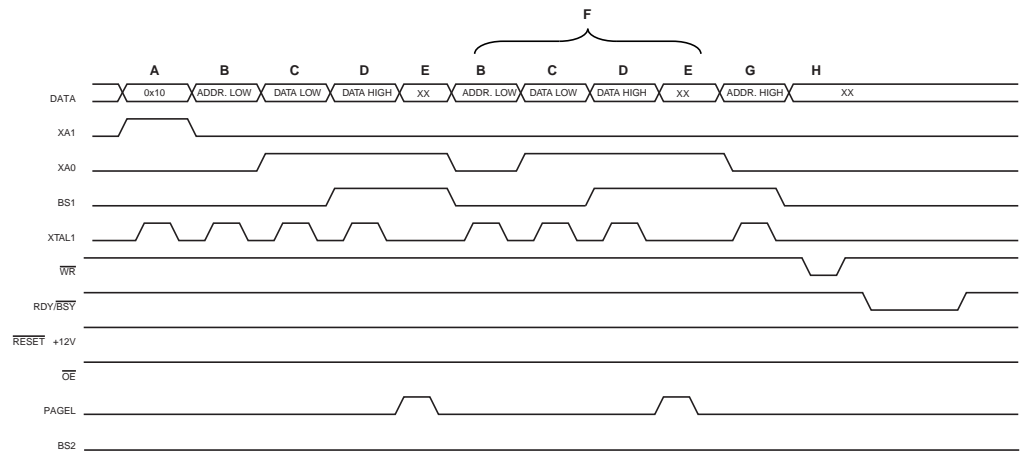 F
A B C D E B C D E G H
DATA 0x10 ADDR. LOW DATA LOW DATA HIGH XX ADDR. LOW DATA LOW DATA HIGH XX ADDR. HIGH XX
XA1
XA0
BS1
XTAL1
WR
RDY/BSY
RESET +12V
OE
PAGEL
BS2